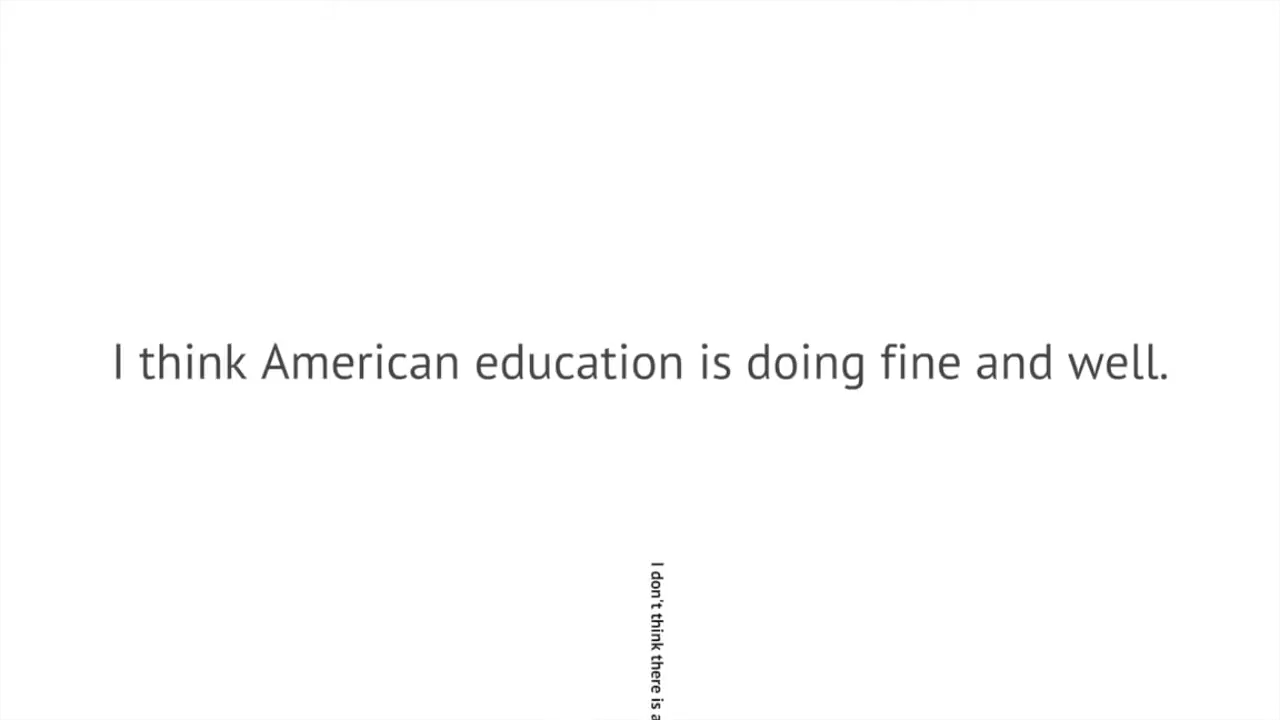 I think American education is doing fine and well.
I don't think there is a